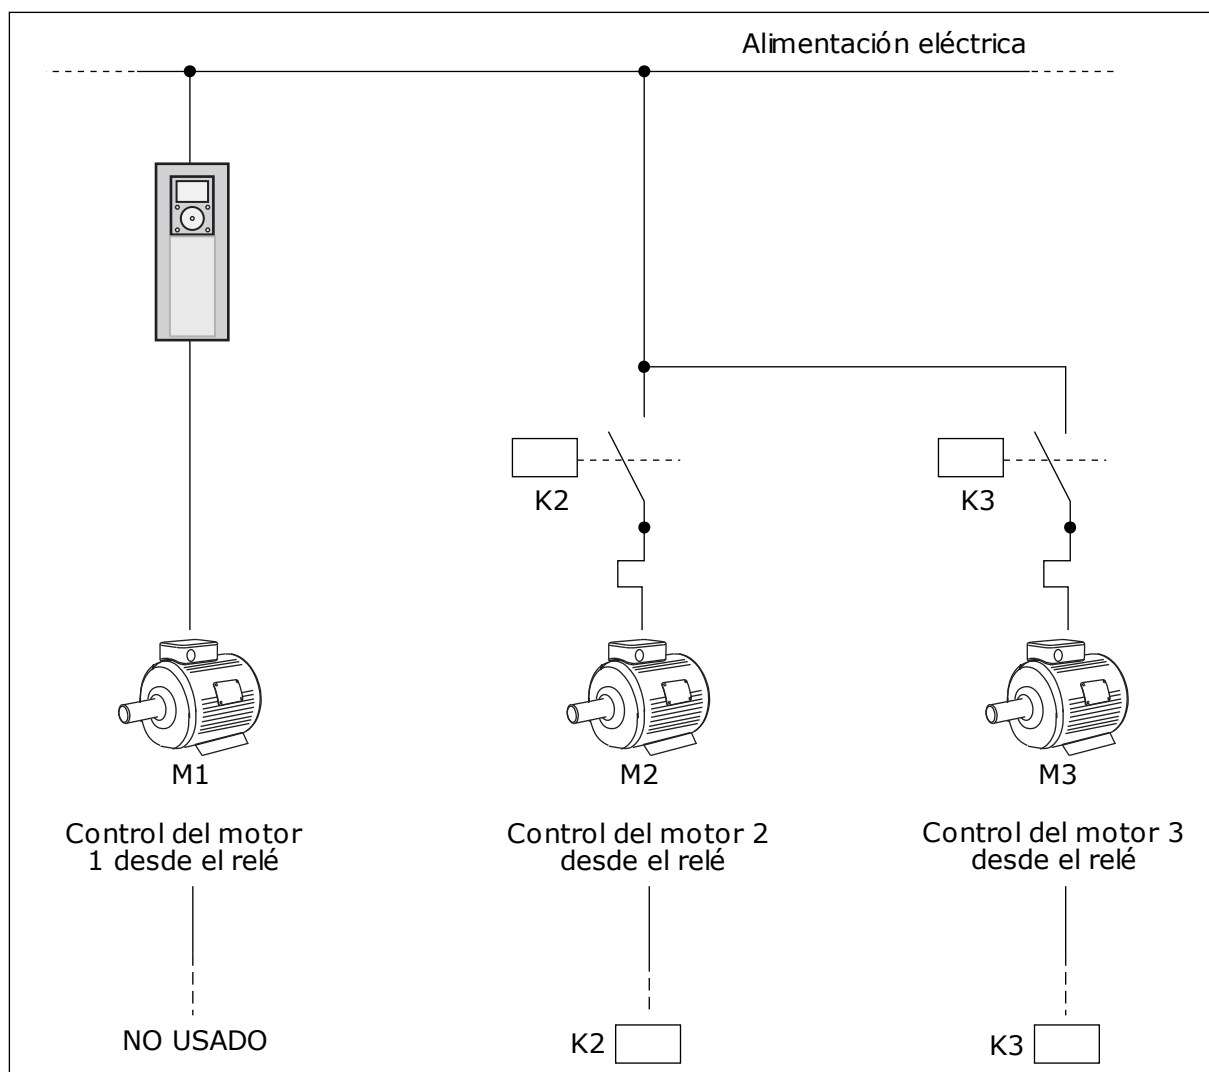 Alimentación eléctrica
K2
K3
M1
M2
M3
Control del motor
1 desde el relé
Control del motor 2
desde el relé
Control del motor 3
desde el relé
NO USADO
K2
K3